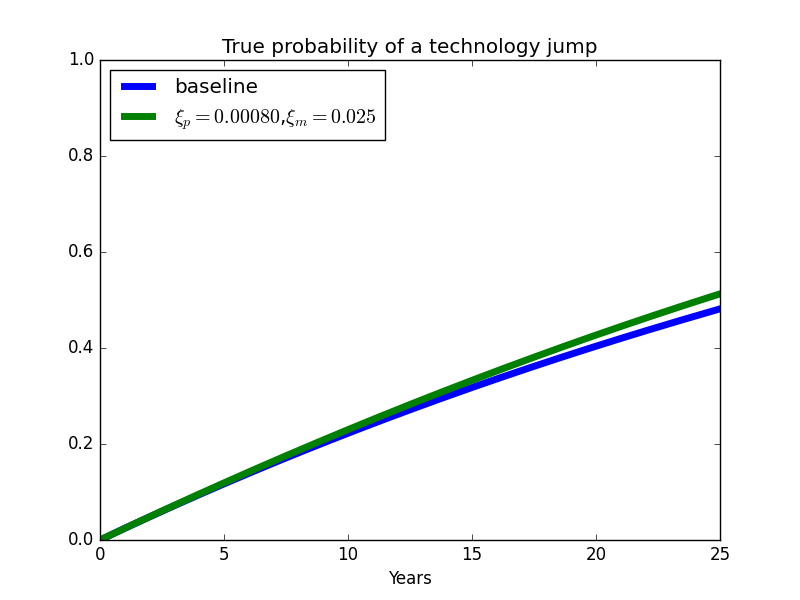 True probability of a technology jump
1.0
baseline
ξₚ = 0.00080,ξₘ = 0.025
0.8
0.6
0.4
0.2
0.0
0 5 10 15 20 25
Years